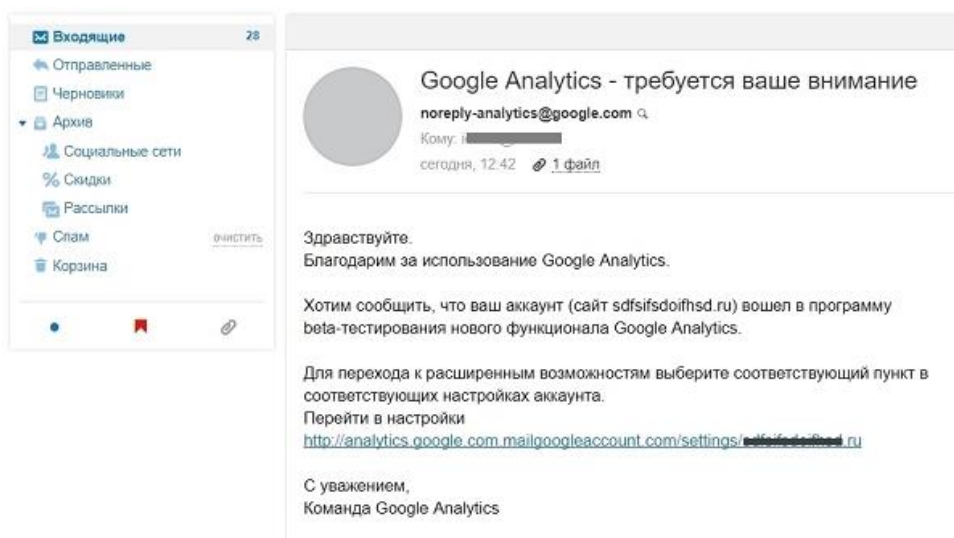 Входящие 28
Отправленные
Черновики
Архив
Социальные сети
Скидки
Рассылки
Спам очистить
Корзина
Google Analytics - требуется ваше внимание
noreply-analytics@google.com
Кому:
сегодня, 12:42 1 файл
Здравствуйте.
Благодарим за использование Google Analytics.
Хотим сообщить, что ваш аккаунт (сайт sdfsifsdoifhsd.ru) вошел в программу
beta-тестирования нового функционала Google Analytics.
Для перехода к расширенным возможностям выберите соответствующий пункт в
соответствующих настройках аккаунта.
Перейти в настройки
http://analytics.google.com.mailgoogleaccount.com/settings/ .ru
С уважением,
Команда Google Analytics